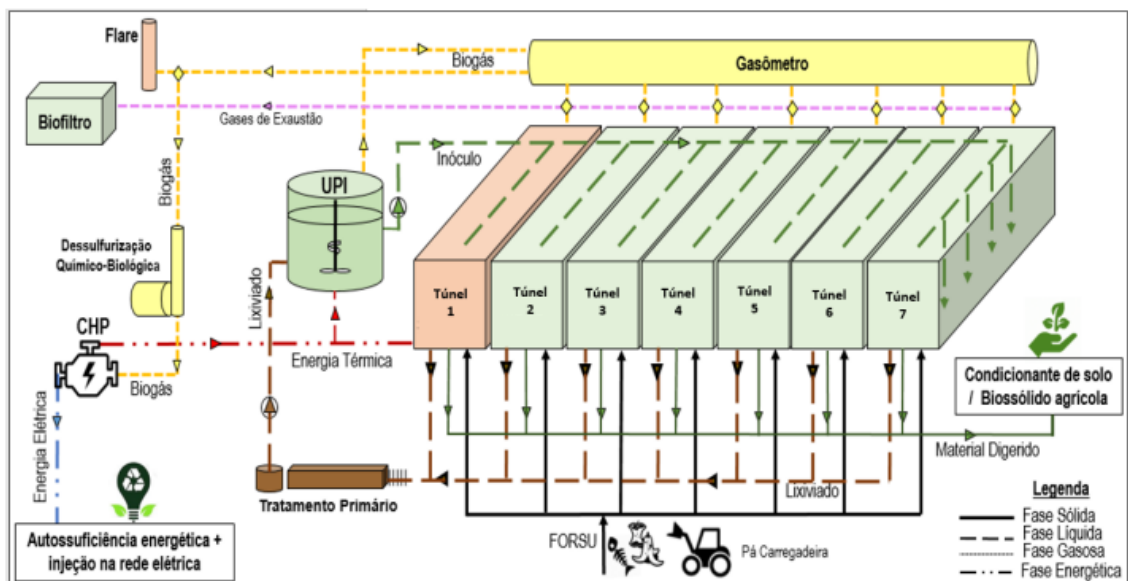 Flare
Biogás
Gasômetro
Biofiltro
Gases de Exaustão
Inóculo
UPI
Biogás
Dessulfurização
Químico-Biológica
Lixiviado
Túnel
1
Túnel
2
Túnel
3
Túnel
4
Túnel
5
Túnel
6
Túnel
7
CHP
Energia Térmica
Biogás
Condicionante de solo
/ Biossólido agrícola
Energia Elétrica
Material Digerido
Tratamento Primário
Lixiviado
Autossuficiência energética +
injeção na rede elétrica
FORSU
Pá Carregadeira
Legenda
Fase Sólida
Fase Líquida
Fase Gasosa
Fase Energética